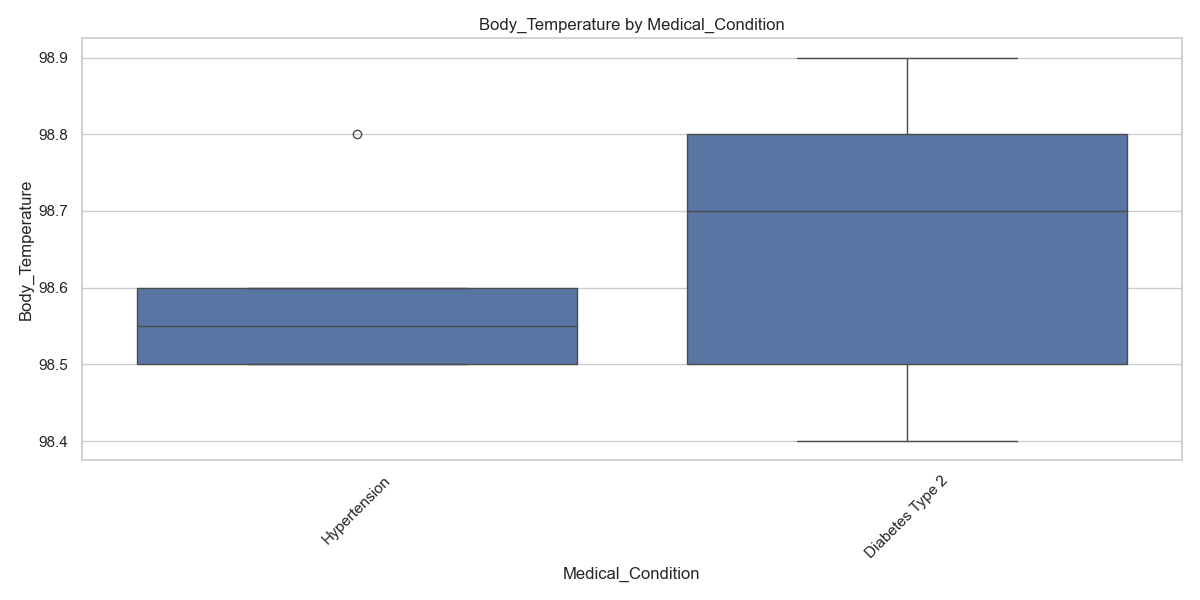 Body_Temperature by Medical_Condition
Body_Temperature
98.9
98.8
98.7
98.6
98.5
98.4
Hypertension
Diabetes Type 2
Medical_Condition